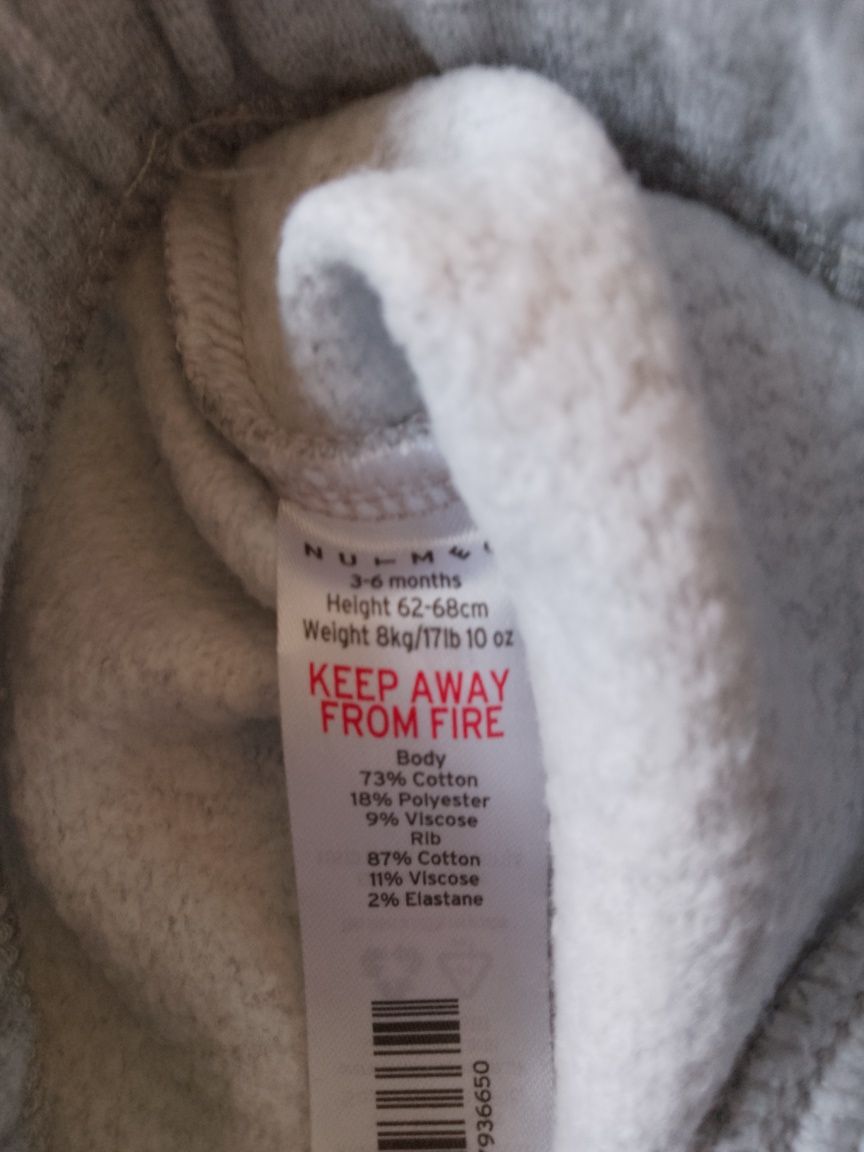 3-6 months
Height 62-68cm
Weight 8kg/17lb 10 oz
KEEP AWAY
FROM FIRE
Body
73% Cotton
18% Polyester
9% Viscose
Rib
87% Cotton
11% Viscose
2% Elastane
7936650